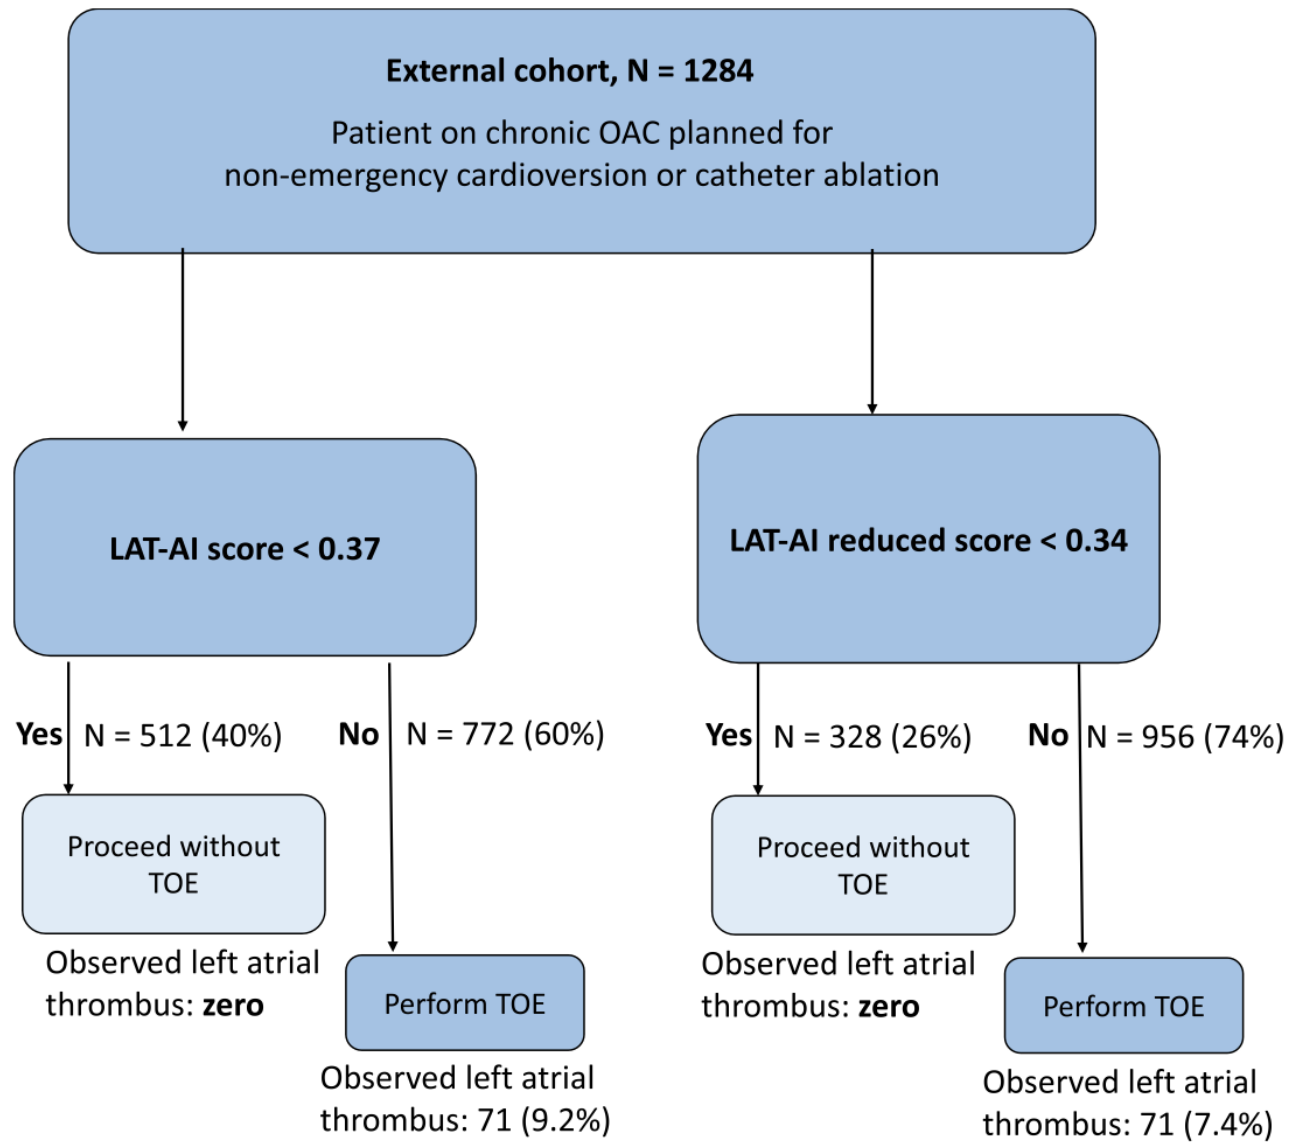 External cohort, N = 1284
Patient on chronic OAC planned for
non-emergency cardioversion or catheter ablation
LAT-AI score < 0.37
Yes
N = 512 (40%)
No
N = 772 (60%)
Proceed without
TOE
Observed left atrial
thrombus: zero
Perform TOE
Observed left atrial
thrombus: 71 (9.2%)
LAT-AI reduced score < 0.34
Yes
N = 328 (26%)
No
N = 956 (74%)
Proceed without
TOE
Observed left atrial
thrombus: zero
Perform TOE
Observed left atrial
thrombus: 71 (7.4%)